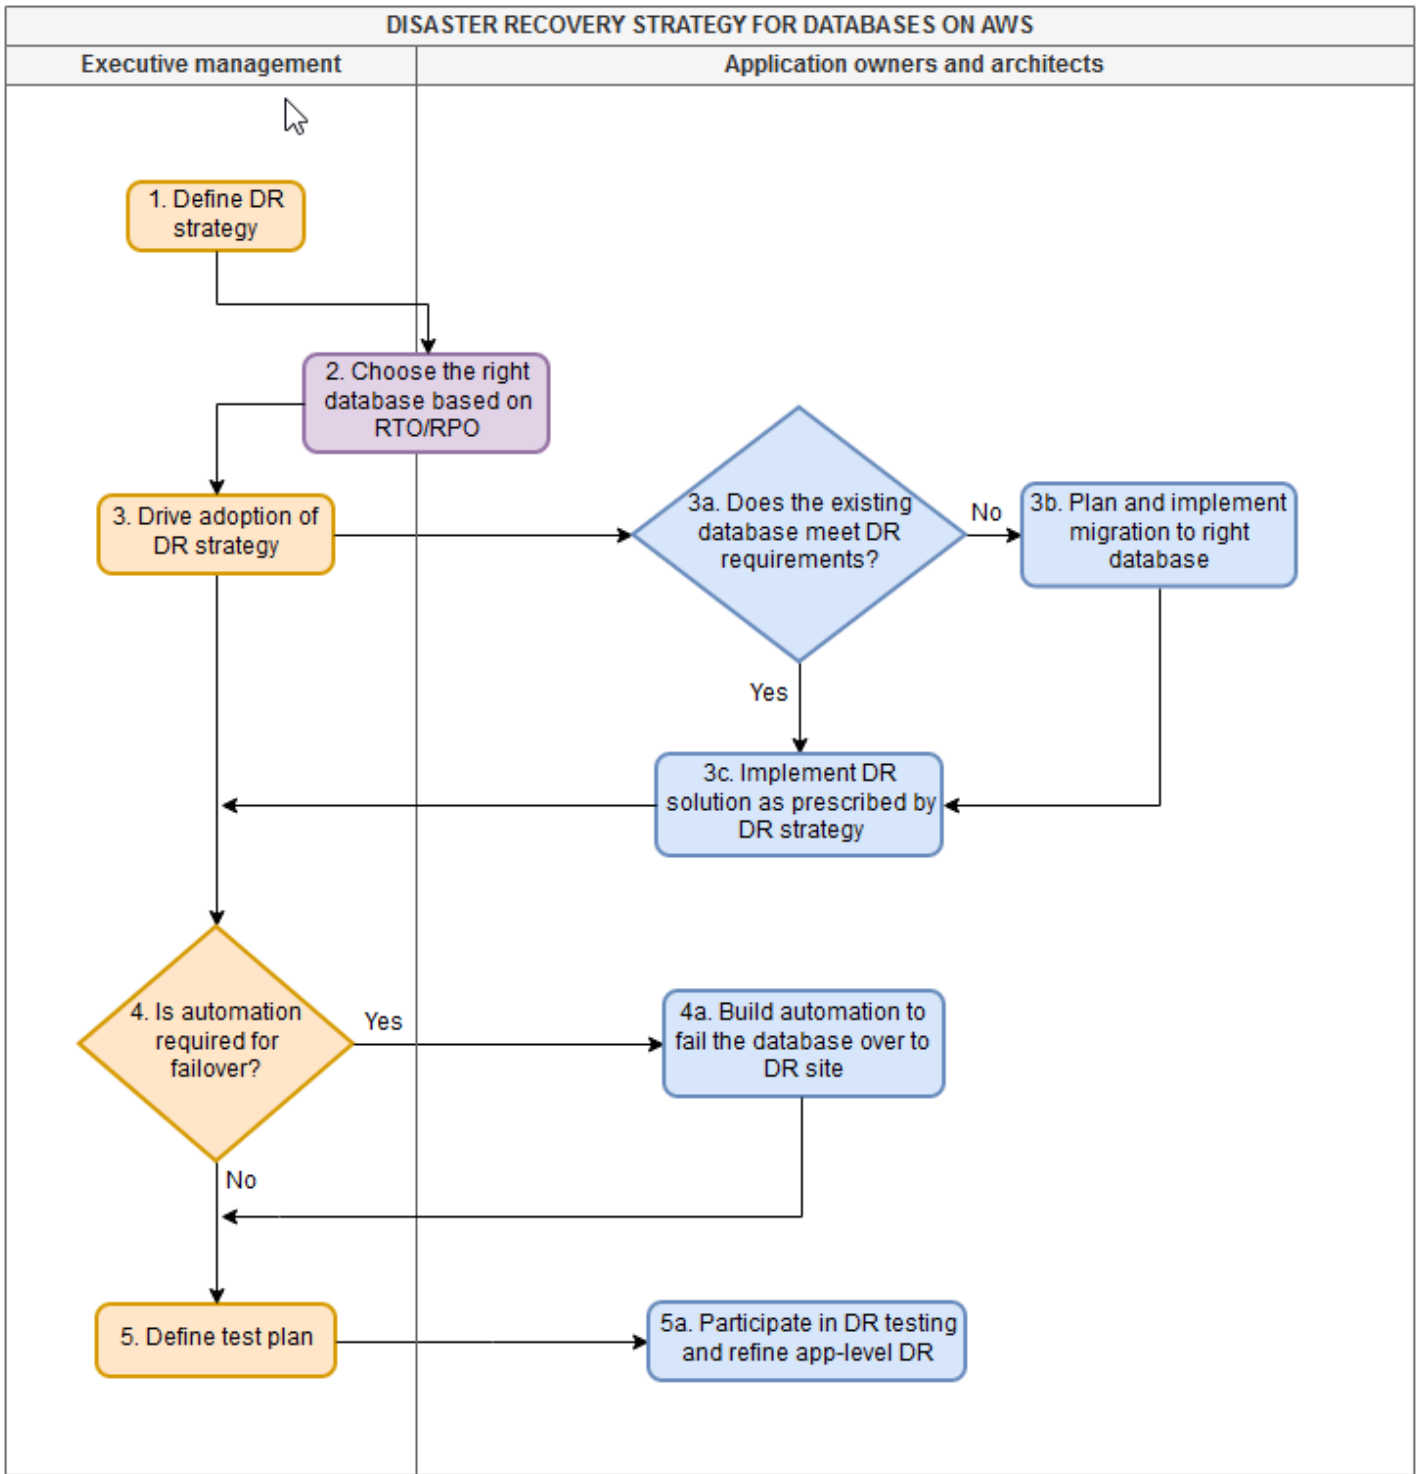 DISASTER RECOVERY STRATEGY FOR DATABASES ON AWS
Executive management
Application owners and architects
1. Define DR
strategy
2. Choose the right
database based on
RTO/RPO
3. Drive adoption of
DR strategy
3a. Does the existing
database meet DR
requirements?
No
3b. Plan and implement
migration to right
database
Yes
3c. Implement DR
solution as prescribed by
DR strategy
4. Is automation
required for
failover?
Yes
4a. Build automation to
fail the database over to
DR site
No
5. Define test plan
5a. Participate in DR testing
and refine app-level DR